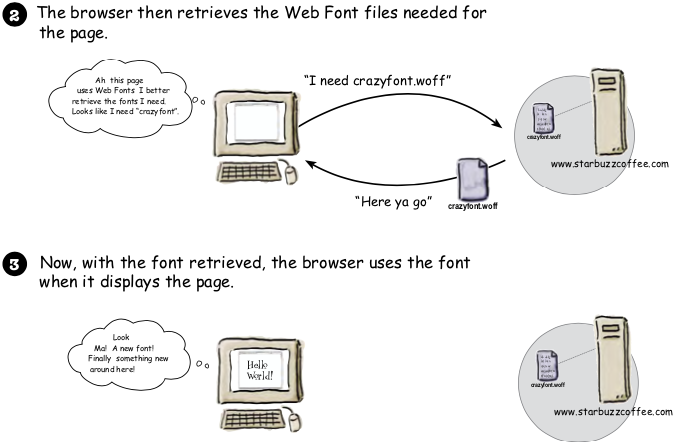 2 The browser then retrieves the Web Font files needed for
the page.
Ah this page
uses Web Fonts I better
retrieve the fonts I need.
Looks like I need "crazyfont".
"I need crazyfont.woff"
crazyfont.woff
www.starbuzzcoffee.com
"Here ya go"
crazyfont.woff
3 Now, with the font retrieved, the browser uses the font
when it displays the page.
Look
Ma! A new font!
Finally something new
around here!
Hello
World!
crazyfont.woff
www.starbuzzcoffee.com